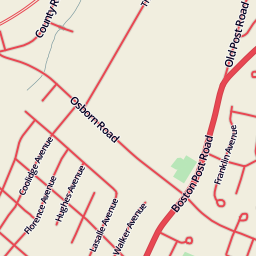 County R
Old Post Road
Osborn Road
Boston Post Road
Franklin Avenue
Coolidge Avenue
Hughes Avenue
Florence Avenue
Lasalle Avenue
Walker Avenue